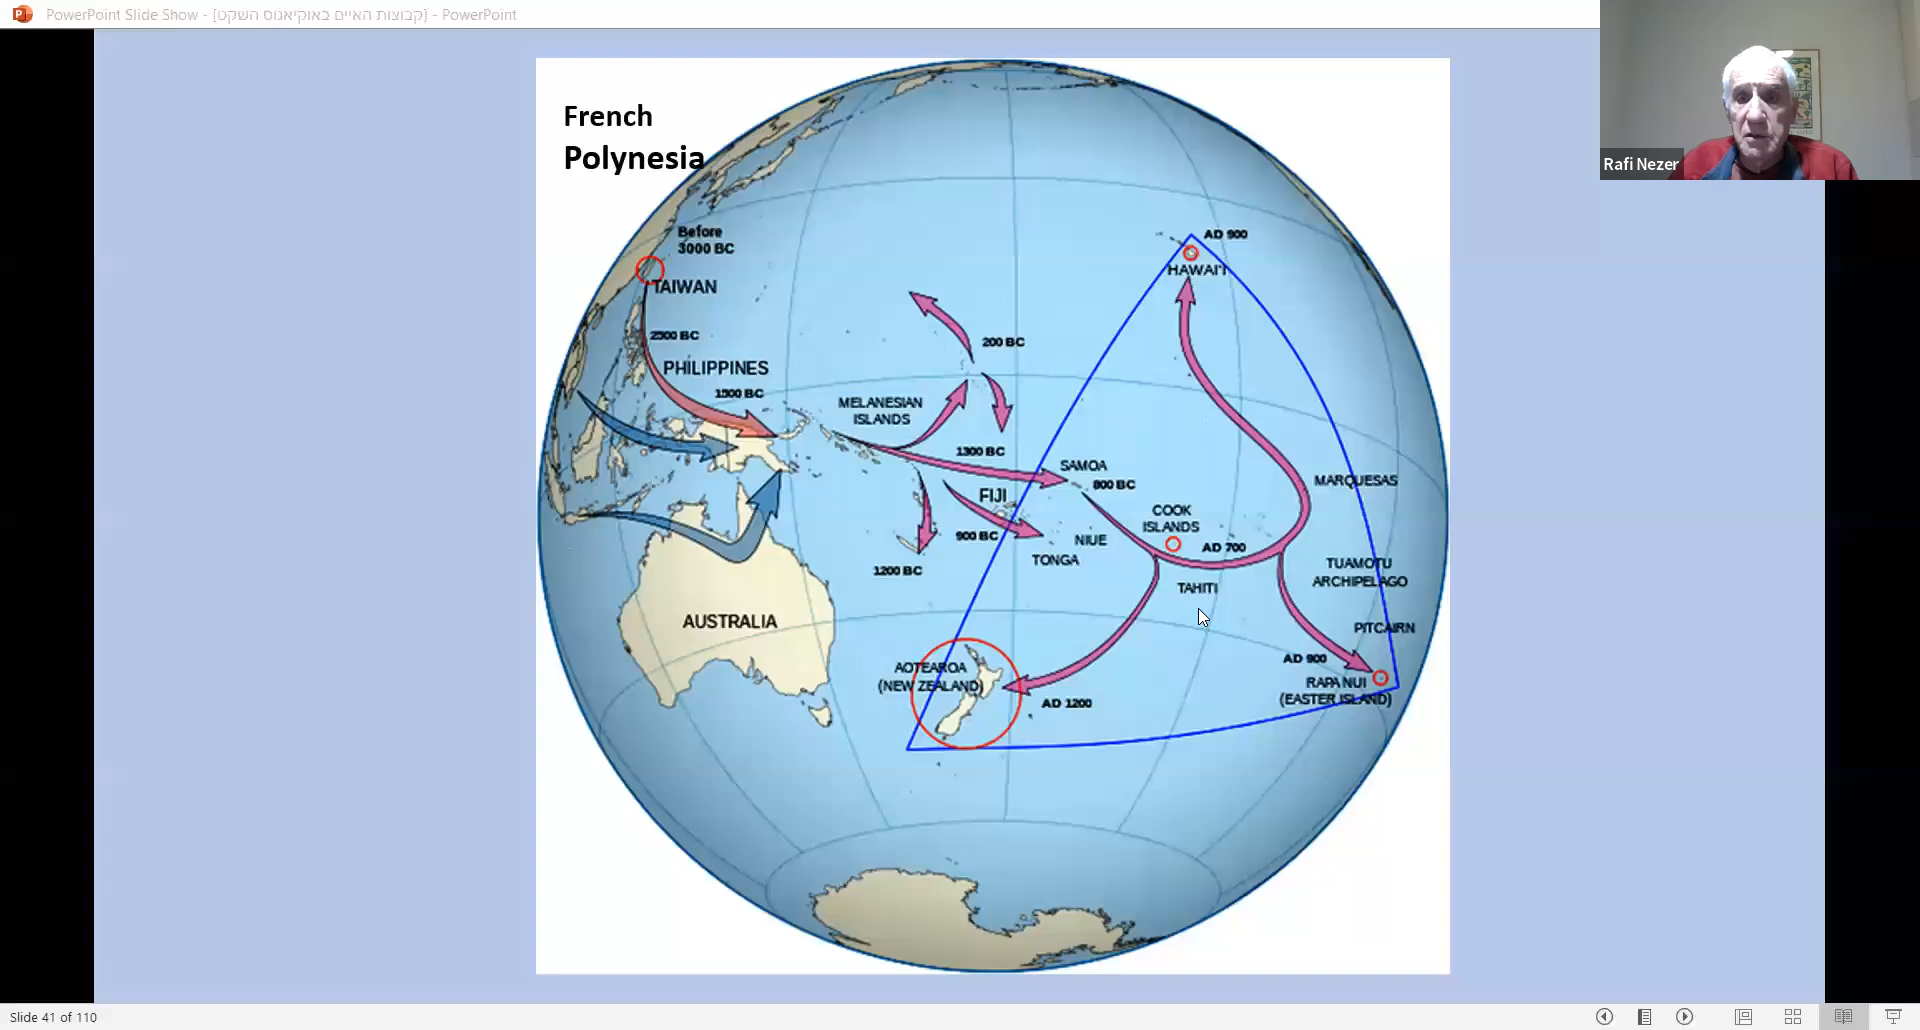 PowerPoint Slide Show - [קבוצות האיים באוקיאנוס השקט] - PowerPoint
French
Polynesia
Rafi Nezer
Before
3000 BC
TAIWAN
2500 BC
PHILIPPINES
1500 BC
AD 900
HAWAI'I
200 BC
MELANESIAN
ISLANDS
1300 BC
SAMOA
800 BC
MARQUESAS
FIJI
COOK
ISLANDS
900 BC
NIUE
AD 700
TONGA
1200 BC
TUAMOTU
ARCHIPELAGO
TAHITI
AUSTRALIA
PITCAIRN
AOTEAROA
(NEW ZEALAND)
AD 900
RAPA NUI
(EASTER ISLAND)
AD 1200
Slide 41 of 110